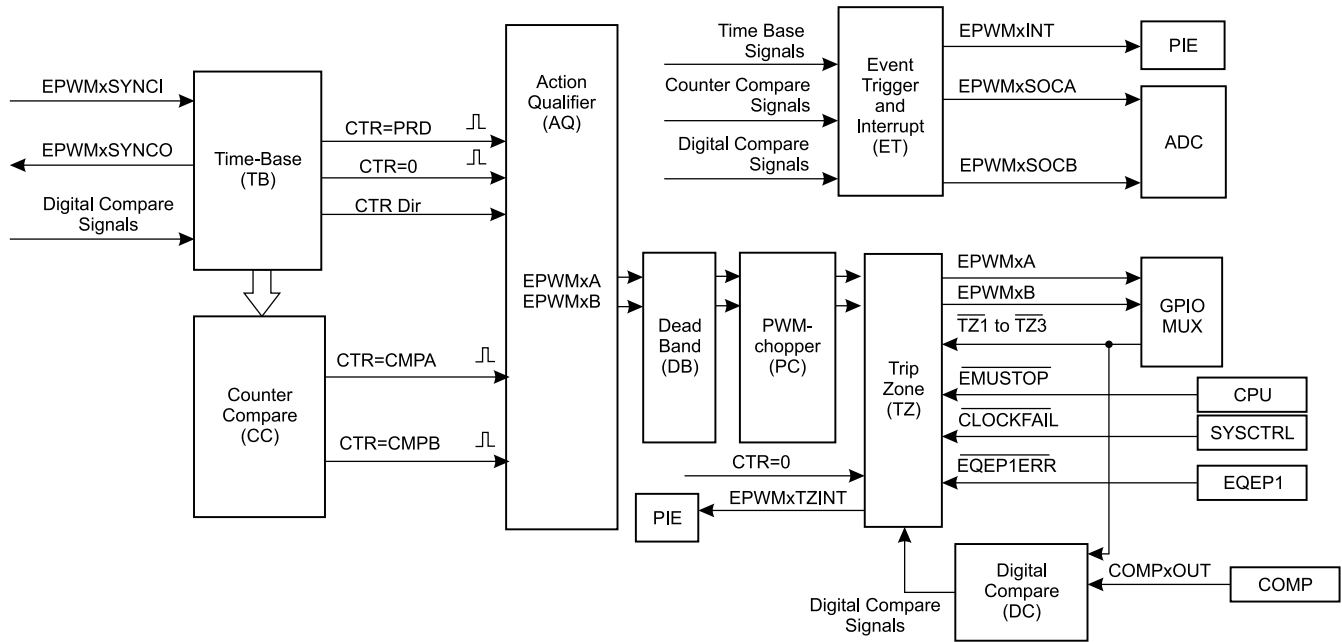 EPWMxSYNCI
EPWMxSYNCO
Digital Compare
Signals
Time-Base
(TB)
CTR=PRD
CTR=0
CTR Dir
Counter
Compare
(CC)
CTR=CMPA
CTR=CMPB
Action
Qualifier
(AQ)
EPWMxA
EPWMxB
Time Base
Signals
Counter Compare
Signals
Digital Compare
Signals
Event
Trigger
and
Interrupt
(ET)
EPWMxINT
EPWMxSOCA
EPWMxSOCB
PIE
ADC
Dead
Band
(DB)
PWM-
chopper
(PC)
Trip
Zone
(TZ)
EPWMxA
EPWMxB
TZ1 to TZ3
EMUSTOP
CLOCKFAIL
EQEP1ERR
GPIO
MUX
CPU
SYSCTRL
EQEP1
CTR=0
EPWMxTZINT
PIE
Digital Compare
Signals
Digital
Compare
(DC)
COMPxOUT
COMP